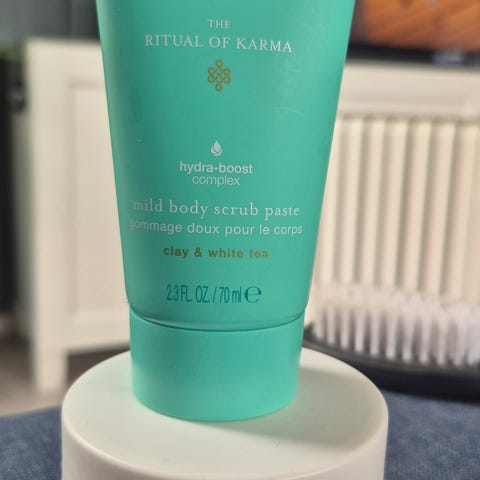 THE
RITUAL OF KARMA
hydra-boost
complex
mild body scrub paste
gommage doux pour le corps
clay & white tea
2.3 FL. OZ. / 70 ml ℮